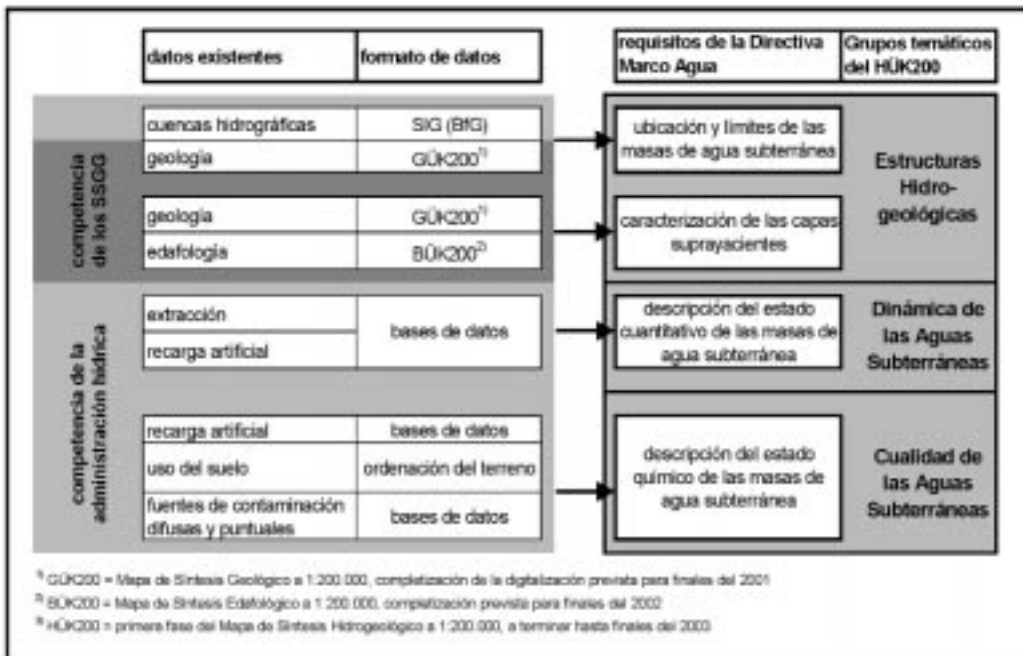 datos existentes
formato de datos
requisitos de la Directiva
Marco Agua
Grupos temáticos
del HÜK200
competencia
de los SSGG
cuencas hidrográficas
SIG (BfG)
geología
GÜK200¹⁾
ubicación y límites de las
masas de agua subterránea
geología
GÜK200¹⁾
edafología
BÜK200²⁾
caracterización de las capas
suprayacientes
Estructuras
Hidro-
geológicas
competencia de la
administración hídrica
extracción
recarga artificial
bases de datos
descripción del estado
cuantitativo de las masas de
agua subterránea
Dinámica de
las Aguas
Subterráneas
recarga artificial
bases de datos
uso del suelo
ordenación del terreno
fuentes de contaminación
difusas y puntuales
bases de datos
descripción del estado
químico de las masas de
agua subterránea
Cualidad de
las Aguas
Subterráneas
¹⁾ GÜK200 = Mapa de Síntesis Geológico a 1:200.000, completización de la digitalización prevista para finales del 2001
²⁾ BÜK200 = Mapa de Síntesis Edafológico a 1:200.000, completización prevista para finales del 2002
³⁾ HÜK200 = primera fase del Mapa de Síntesis Hidrogeológico a 1:200.000, a terminar hasta finales del 2003